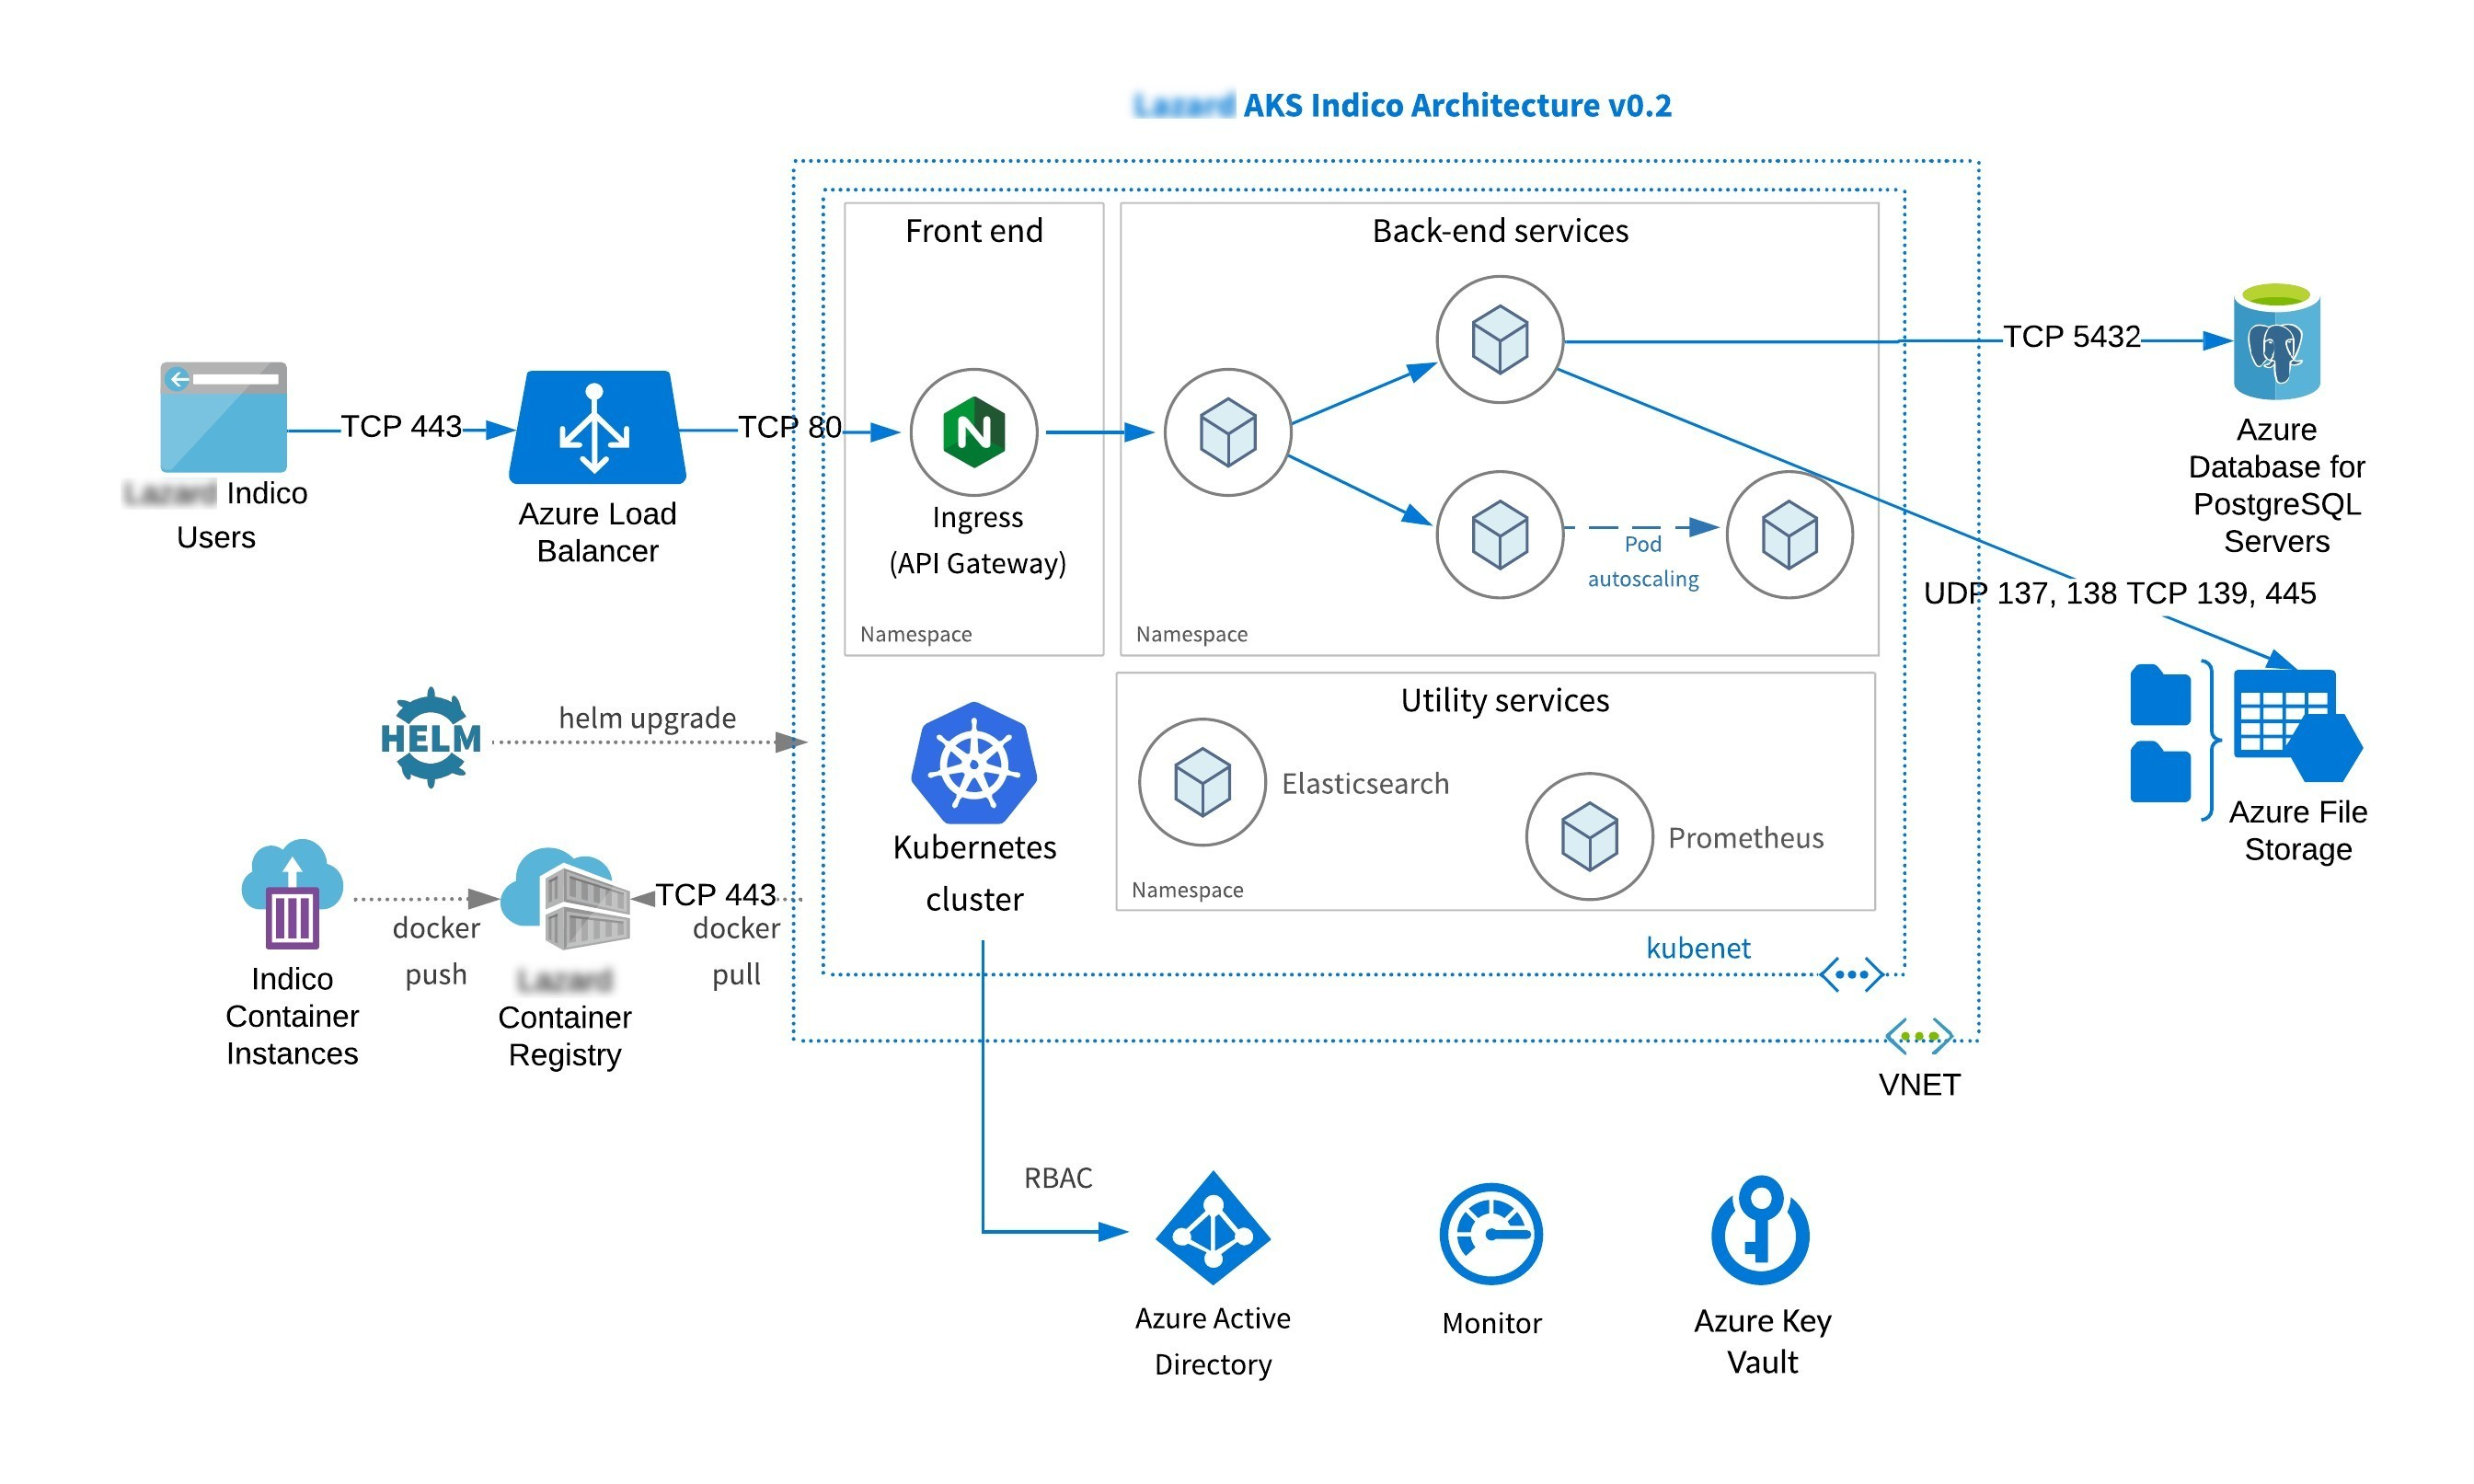 AKS Indico Architecture v0.2
Front end
Back-end services
TCP 443
TCP 80
TCP 5432
Indico
Users
Azure Load
Balancer
Ingress
(API Gateway)
Pod
autoscaling
Azure
Database for
PostgreSQL
Servers
UDP 137, 138 TCP 139, 445
Namespace
Namespace
HELM
helm upgrade
Kubernetes
cluster
Utility services
Elasticsearch
Prometheus
Namespace
Azure File
Storage
TCP 443
docker
push
docker
pull
Indico
Container
Instances
Container
Registry
kubenet
VNET
RBAC
Azure Active
Directory
Monitor
Azure Key
Vault